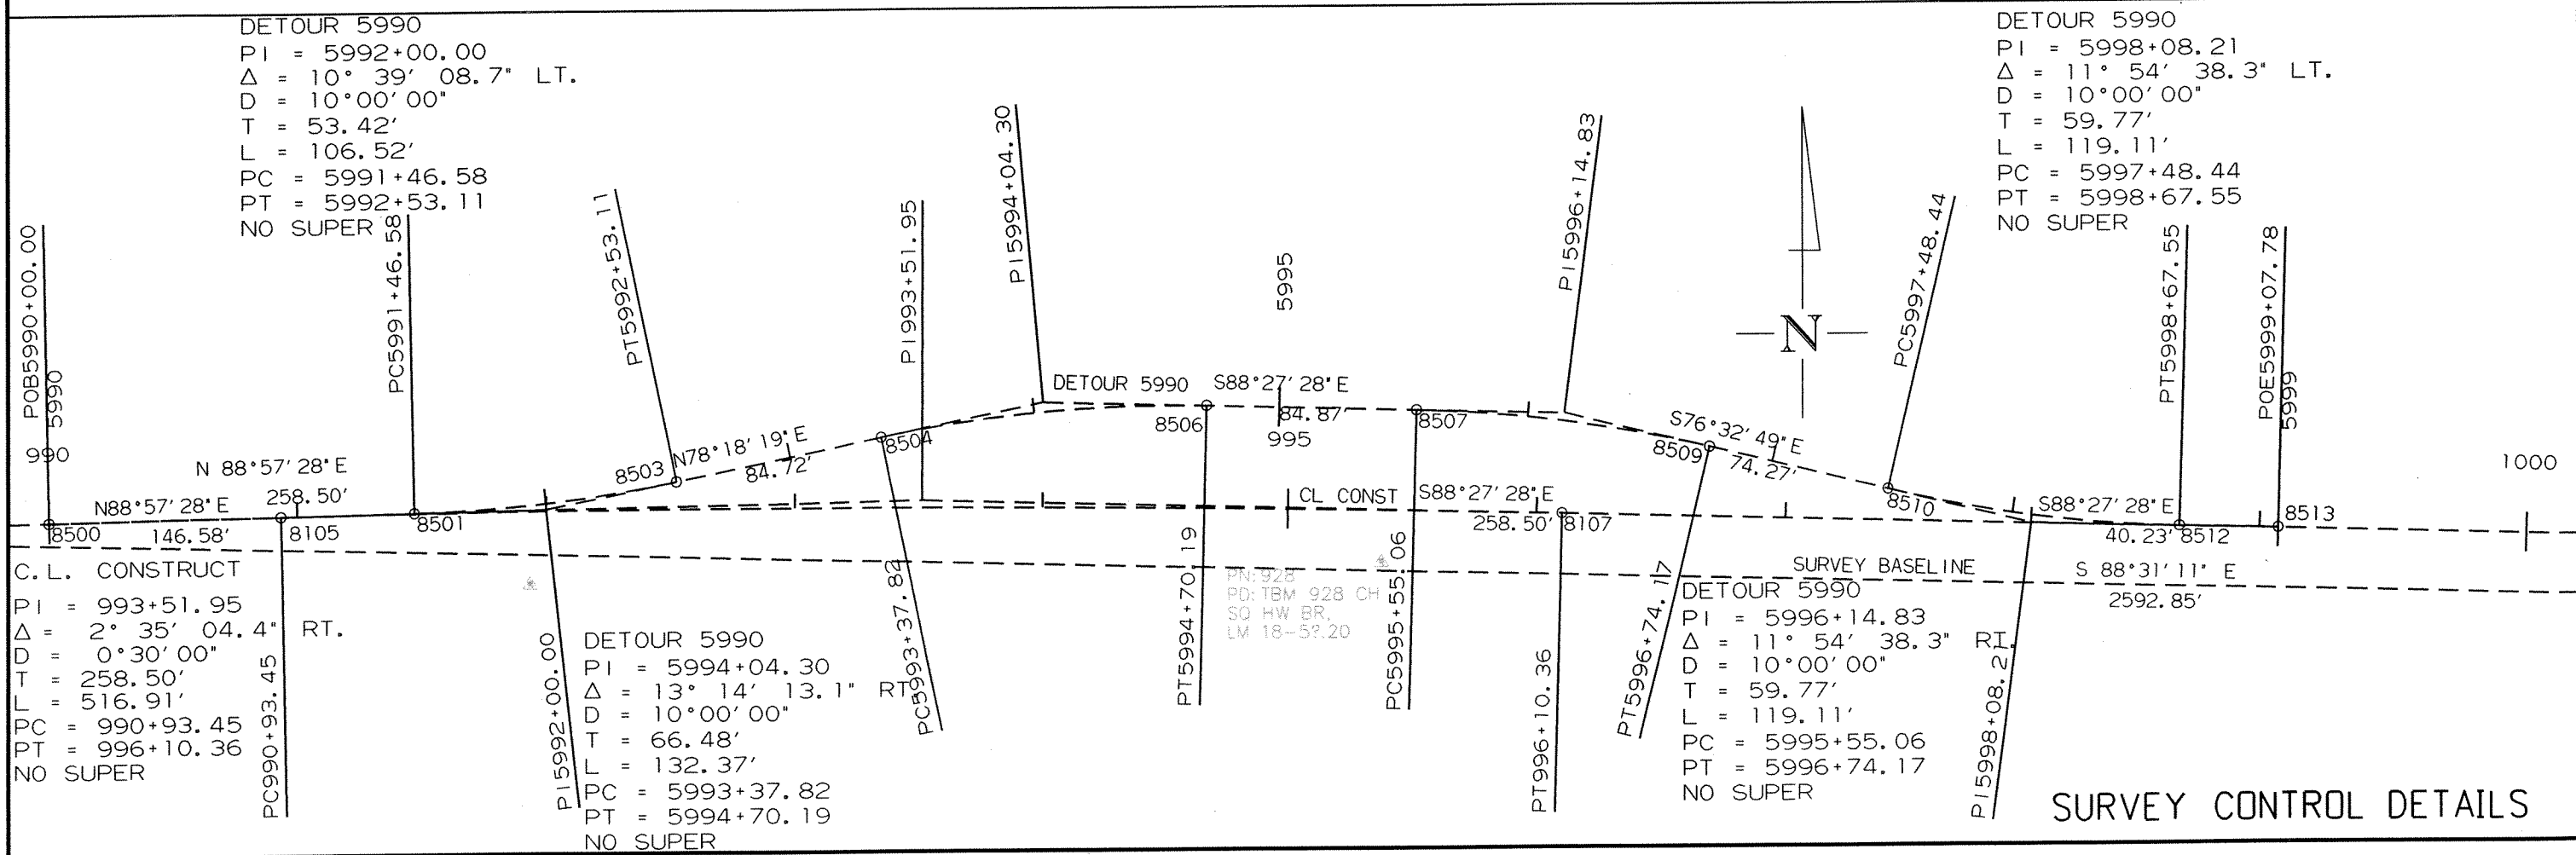 DETOUR 5990
PI = 5992+00.00
Δ = 10° 39′ 08.7" LT.
D = 10°00′00"
T = 53.42′
L = 106.52′
PC = 5991+46.58
PT = 5992+53.11
NO SUPER
DETOUR 5990
PI = 5998+08.21
Δ = 11° 54′ 38.3" LT.
D = 10°00′00"
T = 59.77′
L = 119.11′
PC = 5997+48.44
PT = 5998+67.55
NO SUPER
POB5990+00.00
5990
990
PC5991+46.58
PT5992+53.11
PI993+51.95
PI5994+04.30
5995
PI5996+14.83
N
PC5997+48.44
PT5998+67.55
POE5999+07.78
5999
1000
DETOUR 5990 S88°27′28"E
84.87′
8506
995
8507
S76°32′49"E
8509
74.27′
N78°18′19"E
8503
84.72′
8504
N 88°57′28"E
258.50′
N88°57′28"E
8500
146.58′
8105
8501
CL CONST S88°27′28"E
258.50′ 8107
8510
S88°27′28"E
40.23′ 8512
8513
SURVEY BASELINE
S 88°31′11" E
2592.85′
C.L. CONSTRUCT
PI = 993+51.95
Δ = 2° 35′ 04.4" RT.
D = 0°30′00"
T = 258.50′
L = 516.91′
PC = 990+93.45
PT = 996+10.36
NO SUPER
PC990+93.45
PI5992+00.00
DETOUR 5990
PI = 5994+04.30
Δ = 13° 14′ 13.1" RT.
D = 10°00′00"
T = 66.48′
L = 132.37′
PC = 5993+37.82
PT = 5994+70.19
NO SUPER
PC5993+37.82
PT5994+70.19
PN:928
PD:TBM 928 CH
SQ HW BR,
LM
PC5995+55.06
PT996+10.36
PT5996+74.17
DETOUR 5990
PI = 5996+14.83
Δ = 11° 54′ 38.3" RT.
D = 10°00′00"
T = 59.77′
L = 119.11′
PC = 5995+55.06
PT = 5996+74.17
NO SUPER
PI5998+08.21
SURVEY CONTROL DETAILS